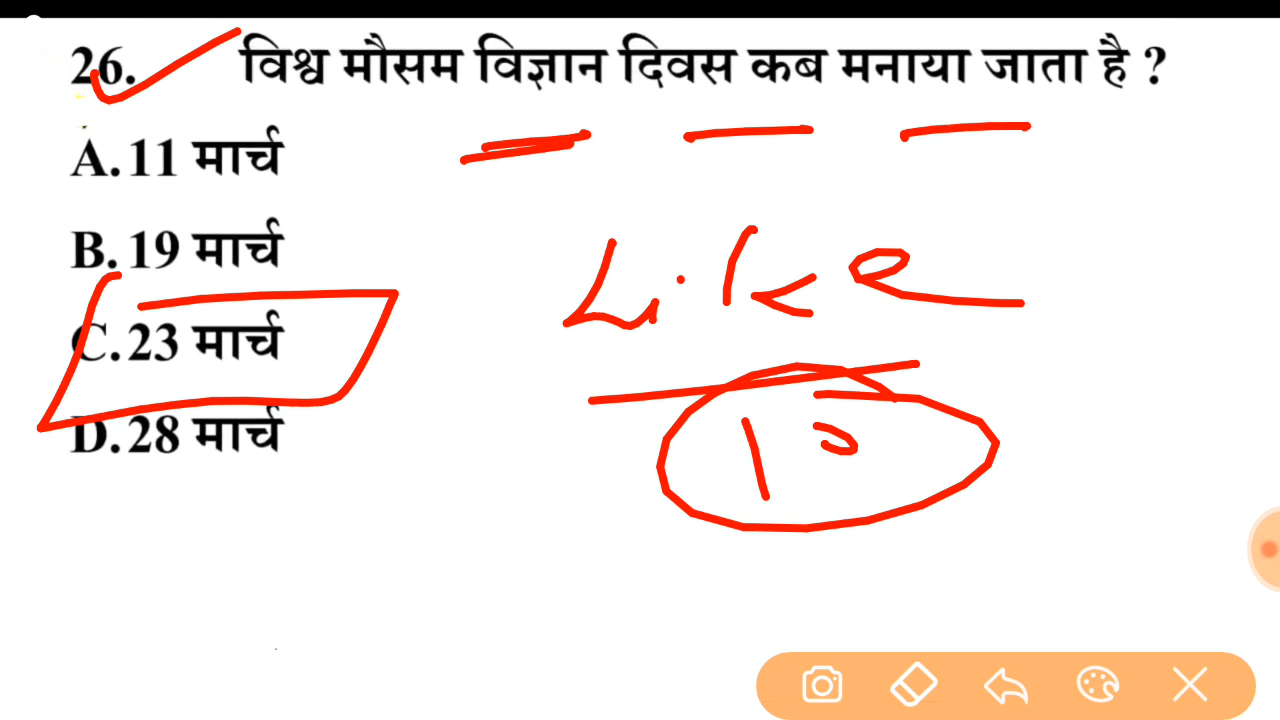 26. विश्व मौसम विज्ञान दिवस कब मनाया जाता है ?
A. 11 मार्च
B. 19 मार्च
Like
C. 23 मार्च
D. 28 मार्च
10